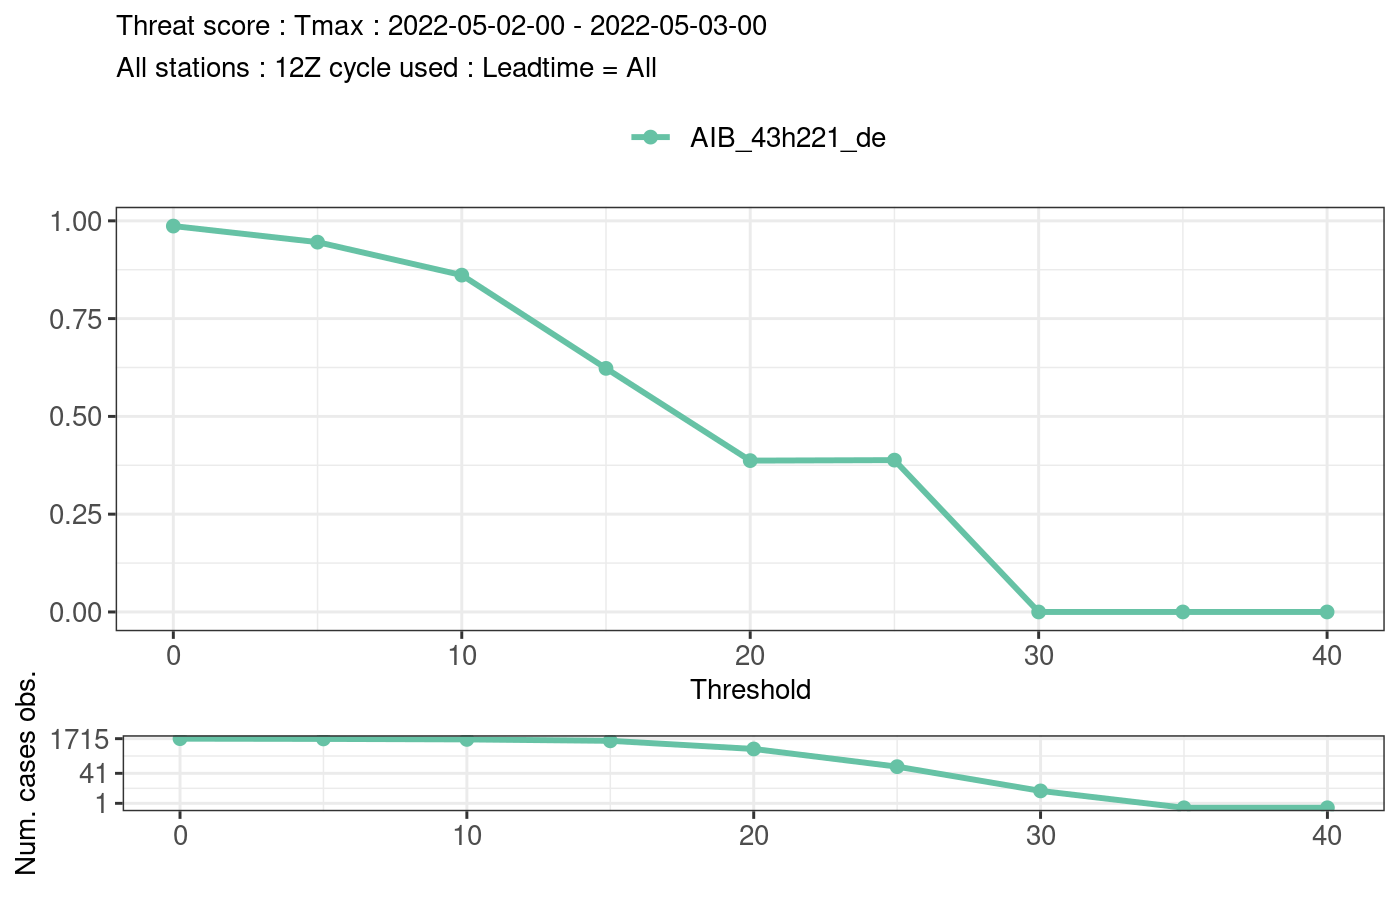 Threat score : Tmax : 2022-05-02-00 - 2022-05-03-00
All stations : 12Z cycle used : Leadtime = All
AIB_43h221_de
1.00
0.75
0.50
0.25
0.00
0 10 20 30 40
Threshold
Num. cases obs.
1715
41
1
0 10 20 30 40